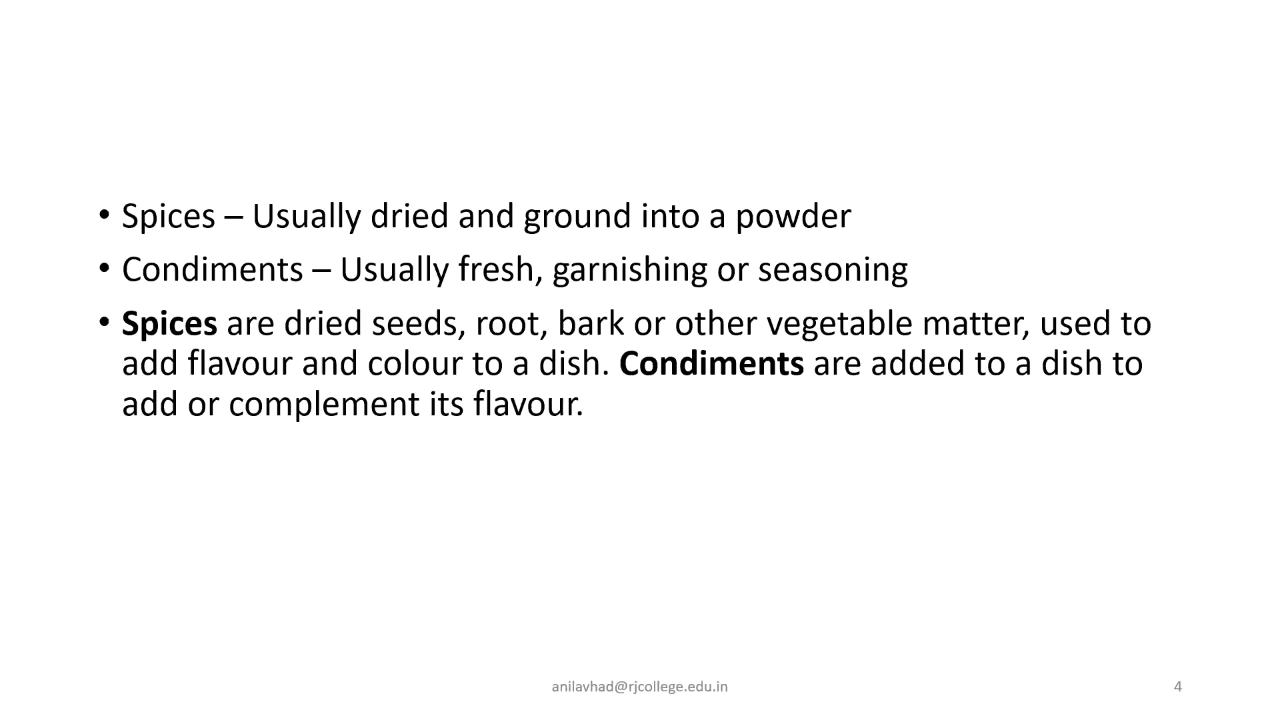 • Spices – Usually dried and ground into a powder
• Condiments – Usually fresh, garnishing or seasoning
• Spices are dried seeds, root, bark or other vegetable matter, used to
add flavour and colour to a dish. Condiments are added to a dish to
add or complement its flavour.
anilavhad@rjcollege.edu.in
4